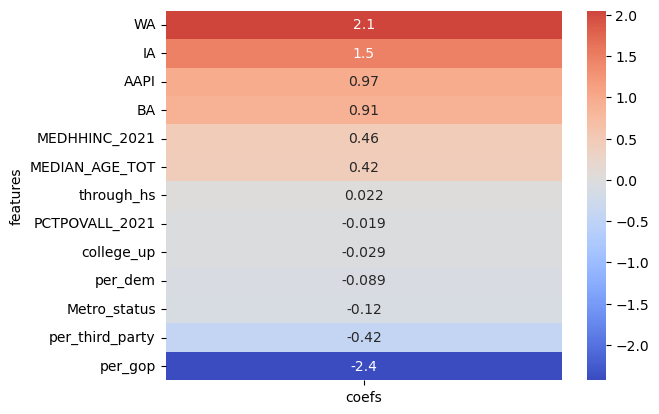 features
WA 2.1
IA 1.5
AAPI 0.97
BA 0.91
MEDHHINC_2021 0.46
MEDIAN_AGE_TOT 0.42
through_hs 0.022
PCTPOVALL_2021 -0.019
college_up -0.029
per_dem -0.089
Metro_status -0.12
per_third_party -0.42
per_gop -2.4
coefs
2.0
1.5
1.0
0.5
0.0
-0.5
-1.0
-1.5
-2.0